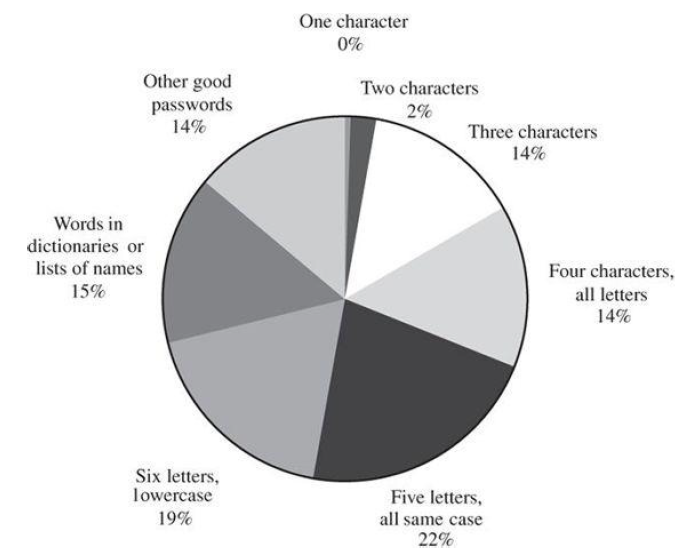 One character
0%
Two characters
2%
Three characters
14%
Four characters,
all letters
14%
Five letters,
all same case
22%
Six letters,
lowercase
19%
Words in
dictionaries or
lists of names
15%
Other good
passwords
14%